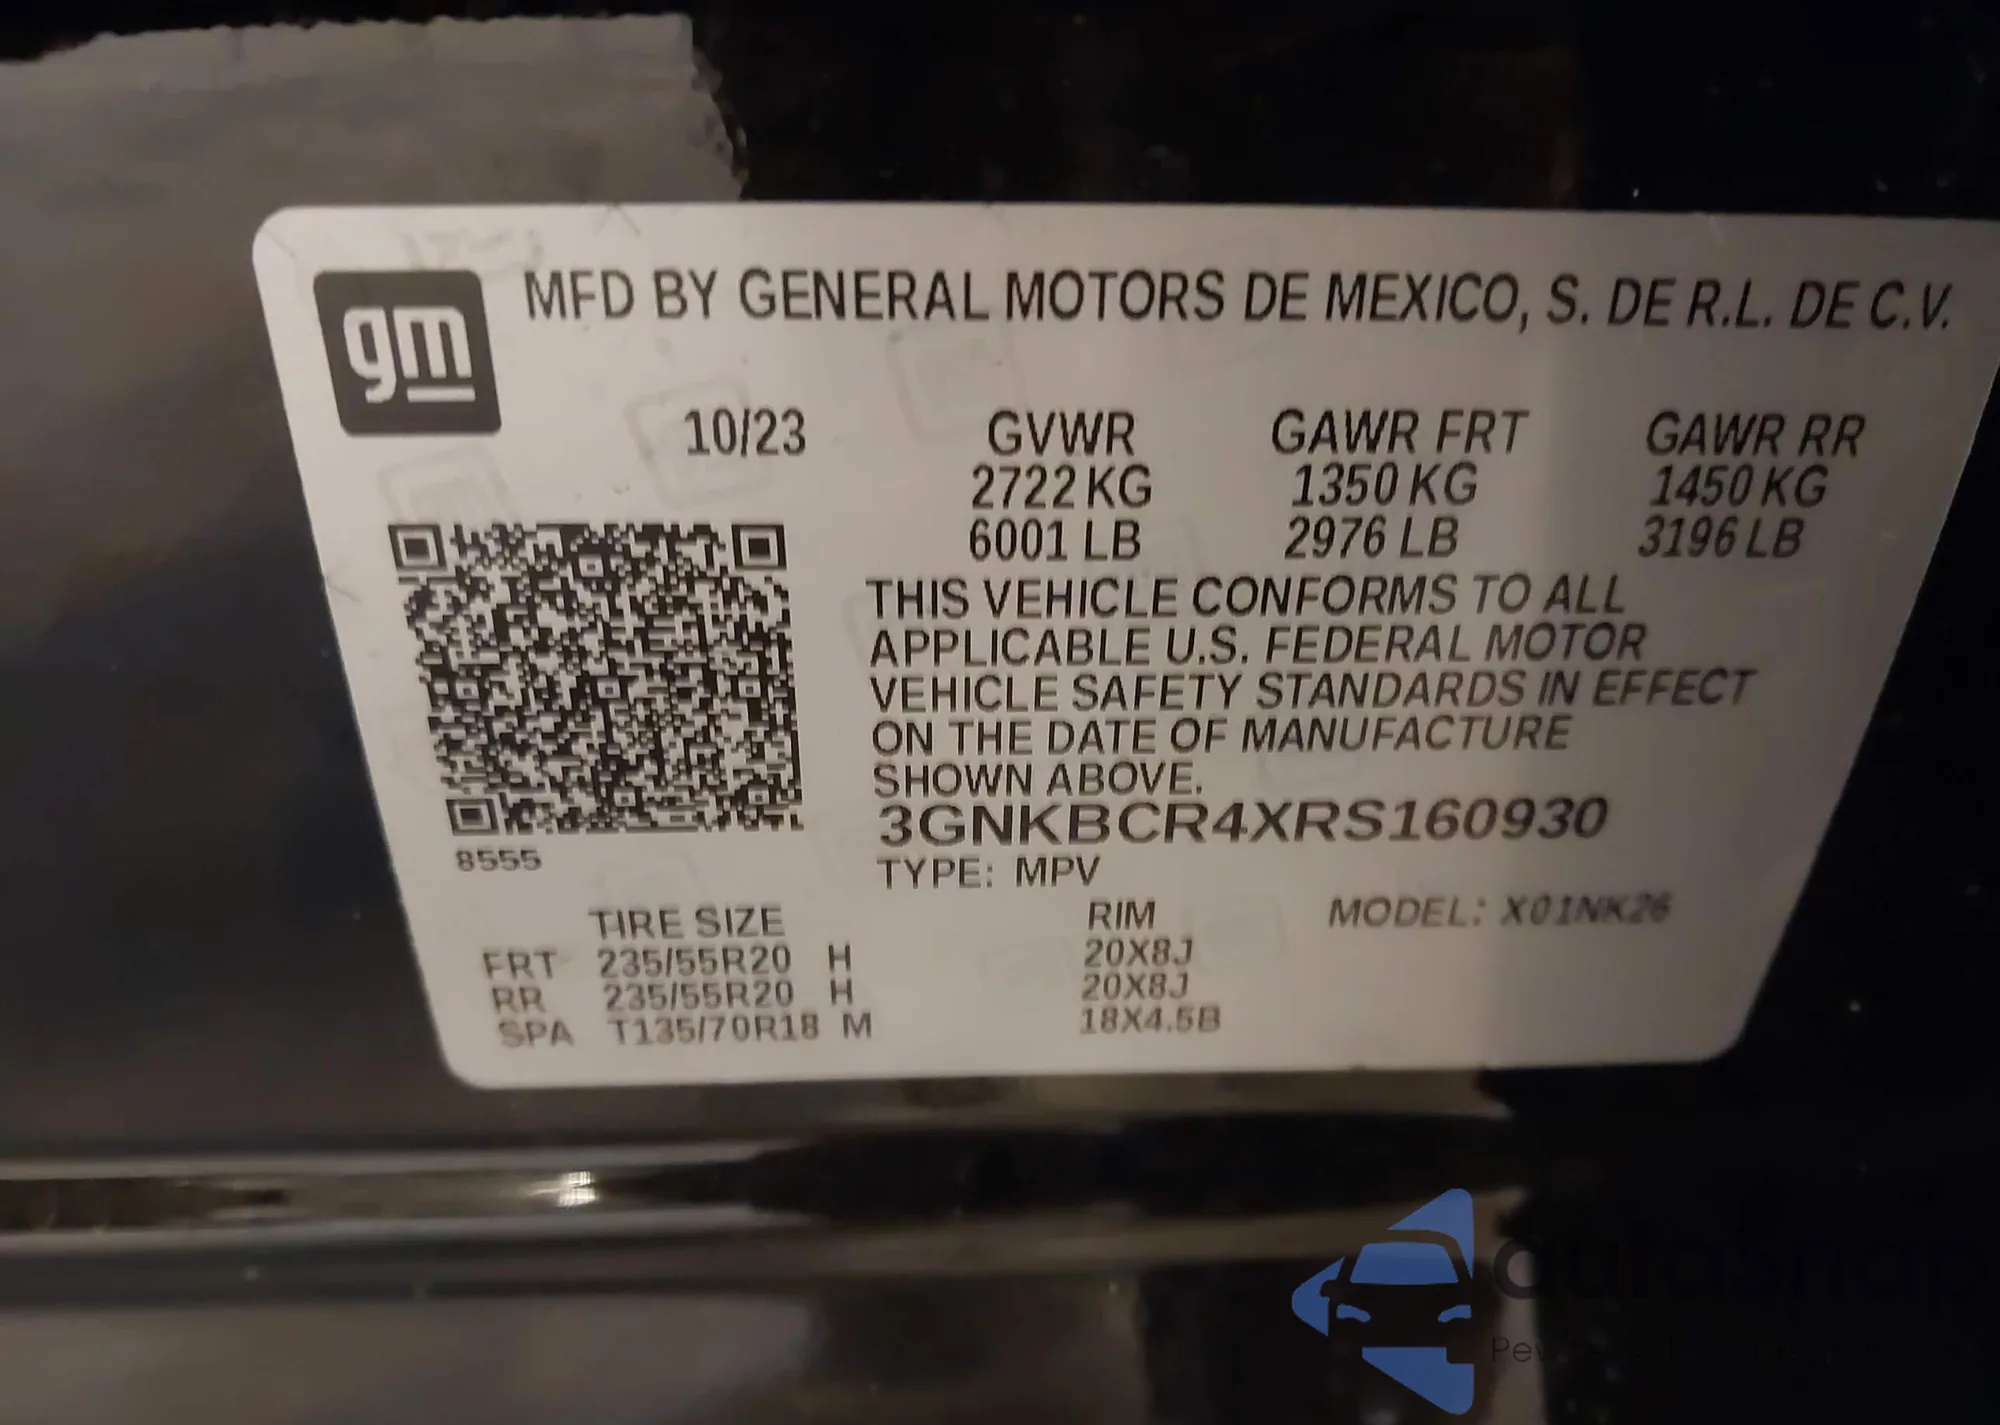 gm
MFD BY GENERAL MOTORS DE MEXICO, S. DE R.L. DE C.V.
10/23 GVWR GAWR FRT GAWR RR
2722 KG 1350 KG 1450 KG
6001 LB 2976 LB 3196 LB
THIS VEHICLE CONFORMS TO ALL
APPLICABLE U.S. FEDERAL MOTOR
VEHICLE SAFETY STANDARDS IN EFFECT
ON THE DATE OF MANUFACTURE
SHOWN ABOVE.
3GNKBCR4XRS160930
8555
TYPE: MPV
TIRE SIZE RIM MODEL: X01NK26
FRT 235/55R20 H 20X8J
RR 235/55R20 H 20X8J
SPA T135/70R18 M 18X4.5B